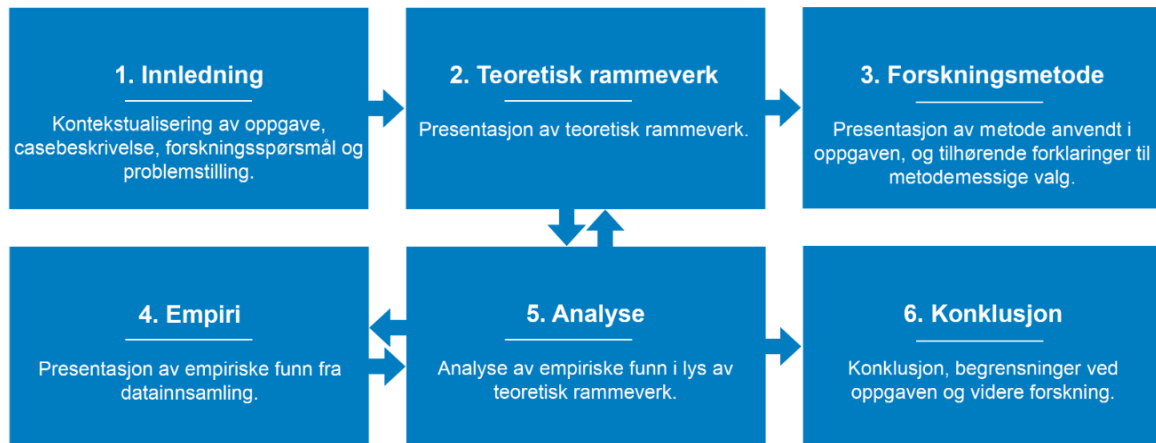 1. Innledning
Kontekstualisering av oppgave,
casebeskrivelse, forskningsspørsmål og
problemstilling.
2. Teoretisk rammeverk
Presentasjon av teoretisk rammeverk.
3. Forskningsmetode
Presentasjon av metode anvendt i
oppgaven, og tilhørende forklaringer til
metodemessige valg.
4. Empiri
Presentasjon av empiriske funn fra
datainnsamling.
5. Analyse
Analyse av empiriske funn i lys av
teoretisk rammeverk.
6. Konklusjon
Konklusjon, begrensninger ved
oppgaven og videre forskning.